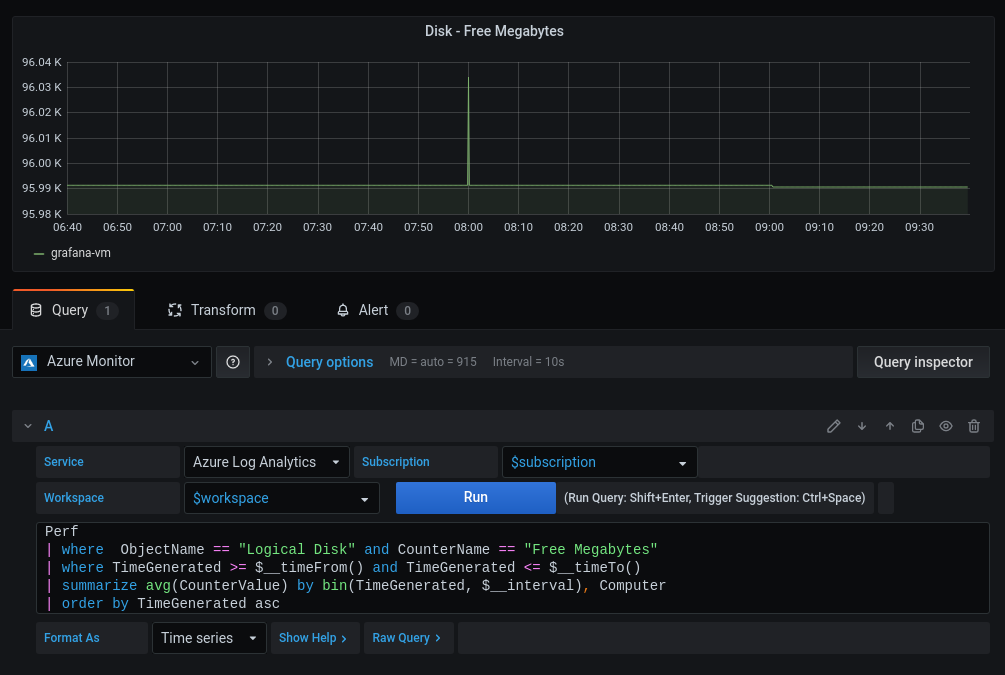 Disk - Free Megabytes
96.04 K
96.03 K
96.02 K
96.01 K
96.00 K
95.99 K
95.98 K
06:40 06:50 07:00 07:10 07:20 07:30 07:40 07:50 08:00 08:10 08:20 08:30 08:40 08:50 09:00 09:10 09:20 09:30
grafana-vm
Query 1 Transform 0 Alert 0
Azure Monitor Query options MD = auto = 915 Interval = 10s Query inspector
A
Service Azure Log Analytics Subscription $subscription
Workspace $workspace Run (Run Query: Shift+Enter, Trigger Suggestion: Ctrl+Space)
Perf
| where  ObjectName == "Logical Disk" and CounterName == "Free Megabytes"
| where TimeGenerated >= $__timeFrom() and TimeGenerated <= $__timeTo()
| summarize avg(CounterValue) by bin(TimeGenerated, $__interval), Computer
| order by TimeGenerated asc
Format As Time series Show Help Raw Query